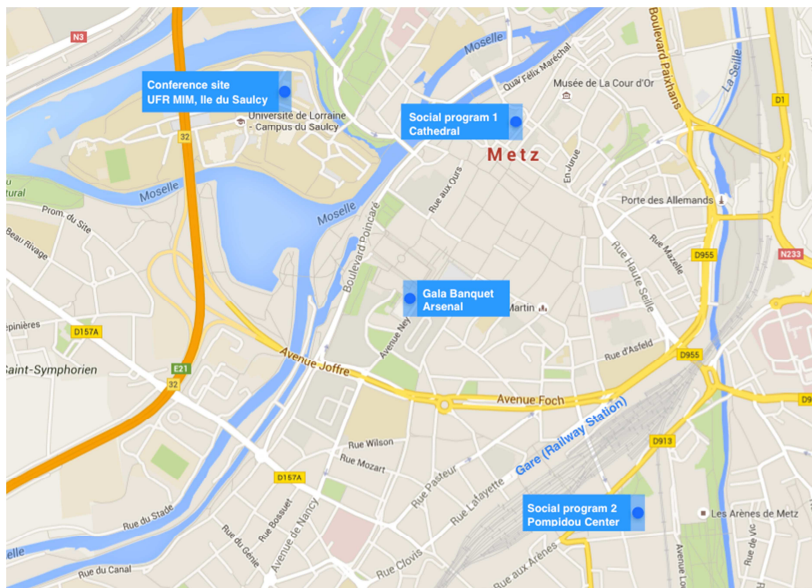 N3
Moselle
Quai Félix Maréchal
Boulevard Paixhans
La Seille
D1
Conference site
UFR MIM, Ile du Saulcy
Musée de La Cour d'Or
32
Université de Lorraine
- Campus du Saulcy
Social program 1
Cathedral
Metz
En Jurue
Moselle
Moselle
Rue aux Ours
Porte des Allemands
Prom. du Site
Beau Rivage
Boulevard Poincaré
Rue Mazelle
D955
N233
Rue Haute Seille
Gala Banquet
Arsenal
Martin
Avenue Ney
D157A
Rue d'Asfeld
D955
Saint-Symphorien
E21
32
Avenue Joffre
Avenue Foch
Gare (Railway Station)
D913
Rue Wilson
Rue Mozart
Rue Pasteur
D157A
Rue Lafayette
Rue Bossuet
Avenue de Nancy
Social program 2
Pompidou Center
Les Arènes de Metz
Rue du Stade
Rue du Génie
Rue de Vic
Moselle
Rue Clovis
Rue aux Arènes
Rue du Canal